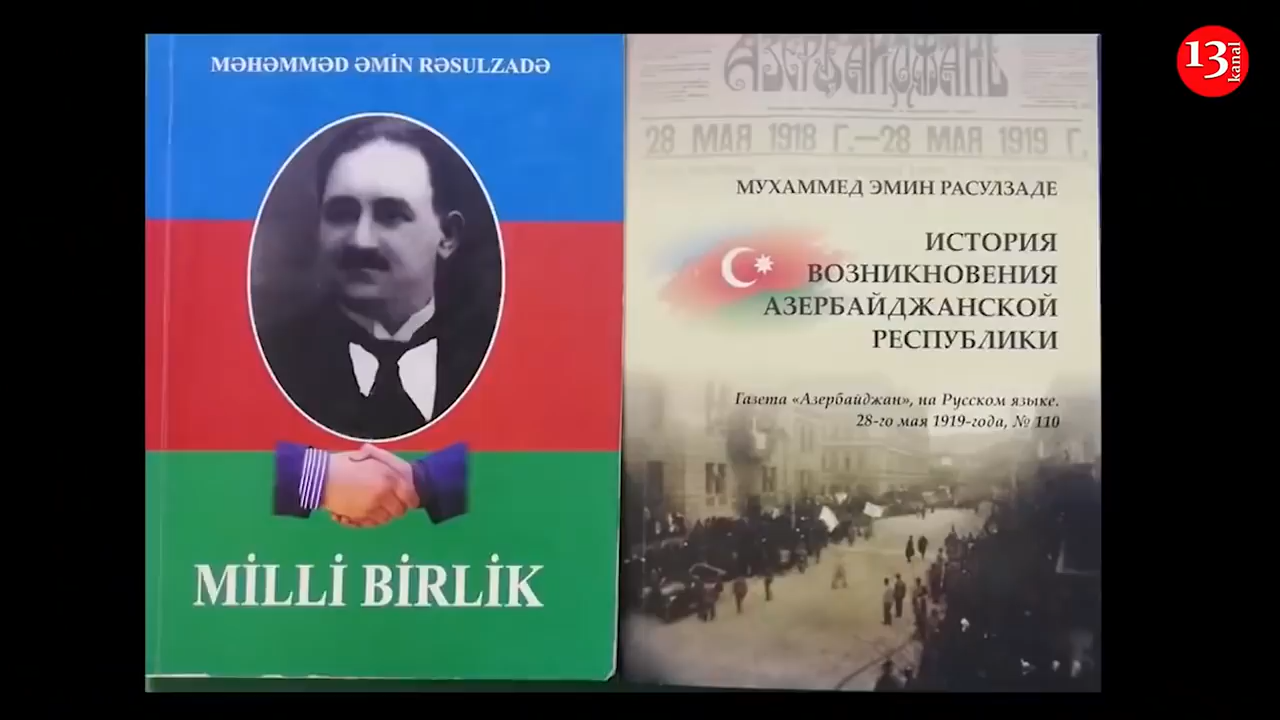 MƏHƏMMƏD ƏMİN RƏSULZADƏ
MİLLİ BİRLİK
АЗЕРБАЙДЖАНЪ
28 МАЯ 1918 Г.—28 МАЯ 1919 Г.
МУХАММЕД ЭМИН РАСУЛЗАДЕ
ИСТОРИЯ
ВОЗНИКНОВЕНИЯ
АЗЕРБАЙДЖАНСКОЙ
РЕСПУБЛИКИ
Газета «Азербайджан», на Русском языке.
28-го мая 1919-года, № 110
13
kanal